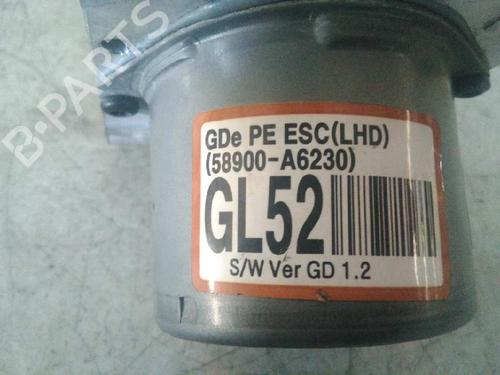 B-PARTS
GDe PE ESC(LHD)
(58900-A6230)
GL52
S/W Ver GD 1.2